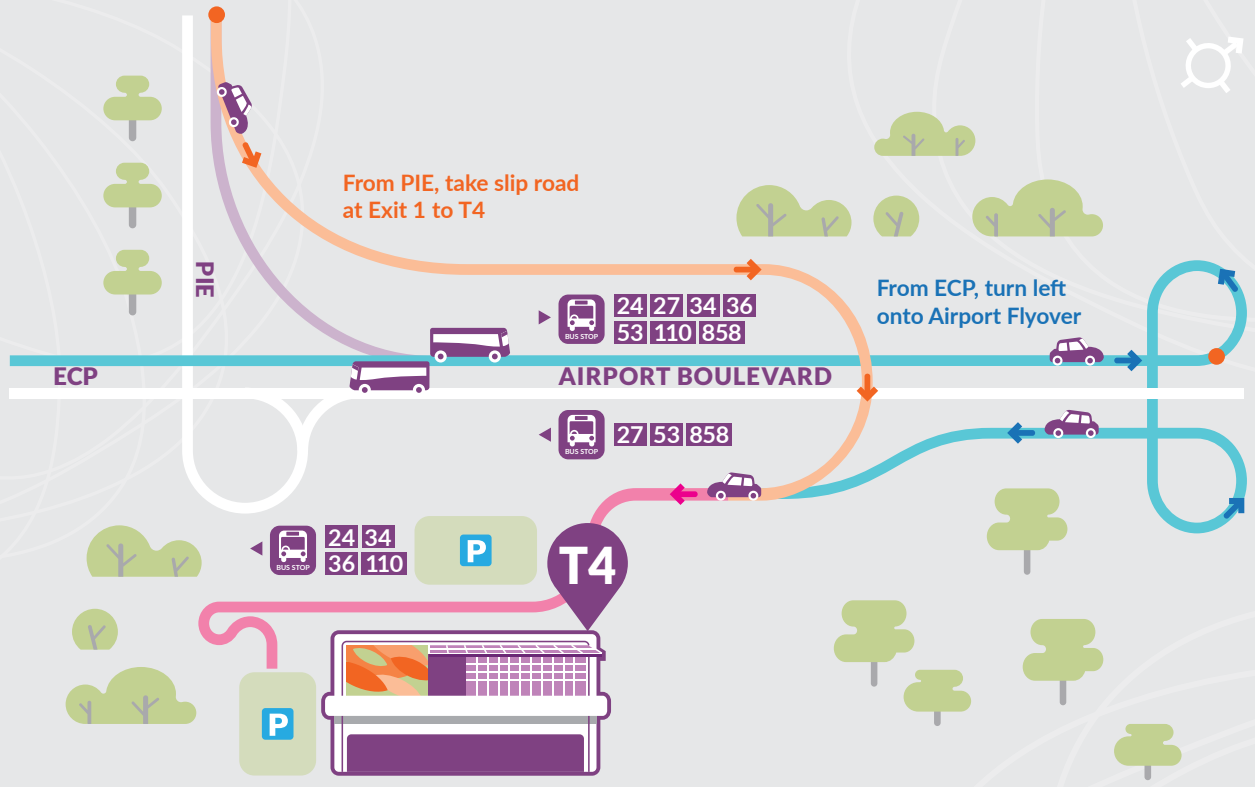 From PIE, take slip road
at Exit 1 to T4
PIE
From ECP, turn left
onto Airport Flyover
BUS STOP
24 27 34 36
53 110 858
ECP
AIRPORT BOULEVARD
BUS STOP
27 53 858
BUS STOP
24 34
36 110
P
T4
P